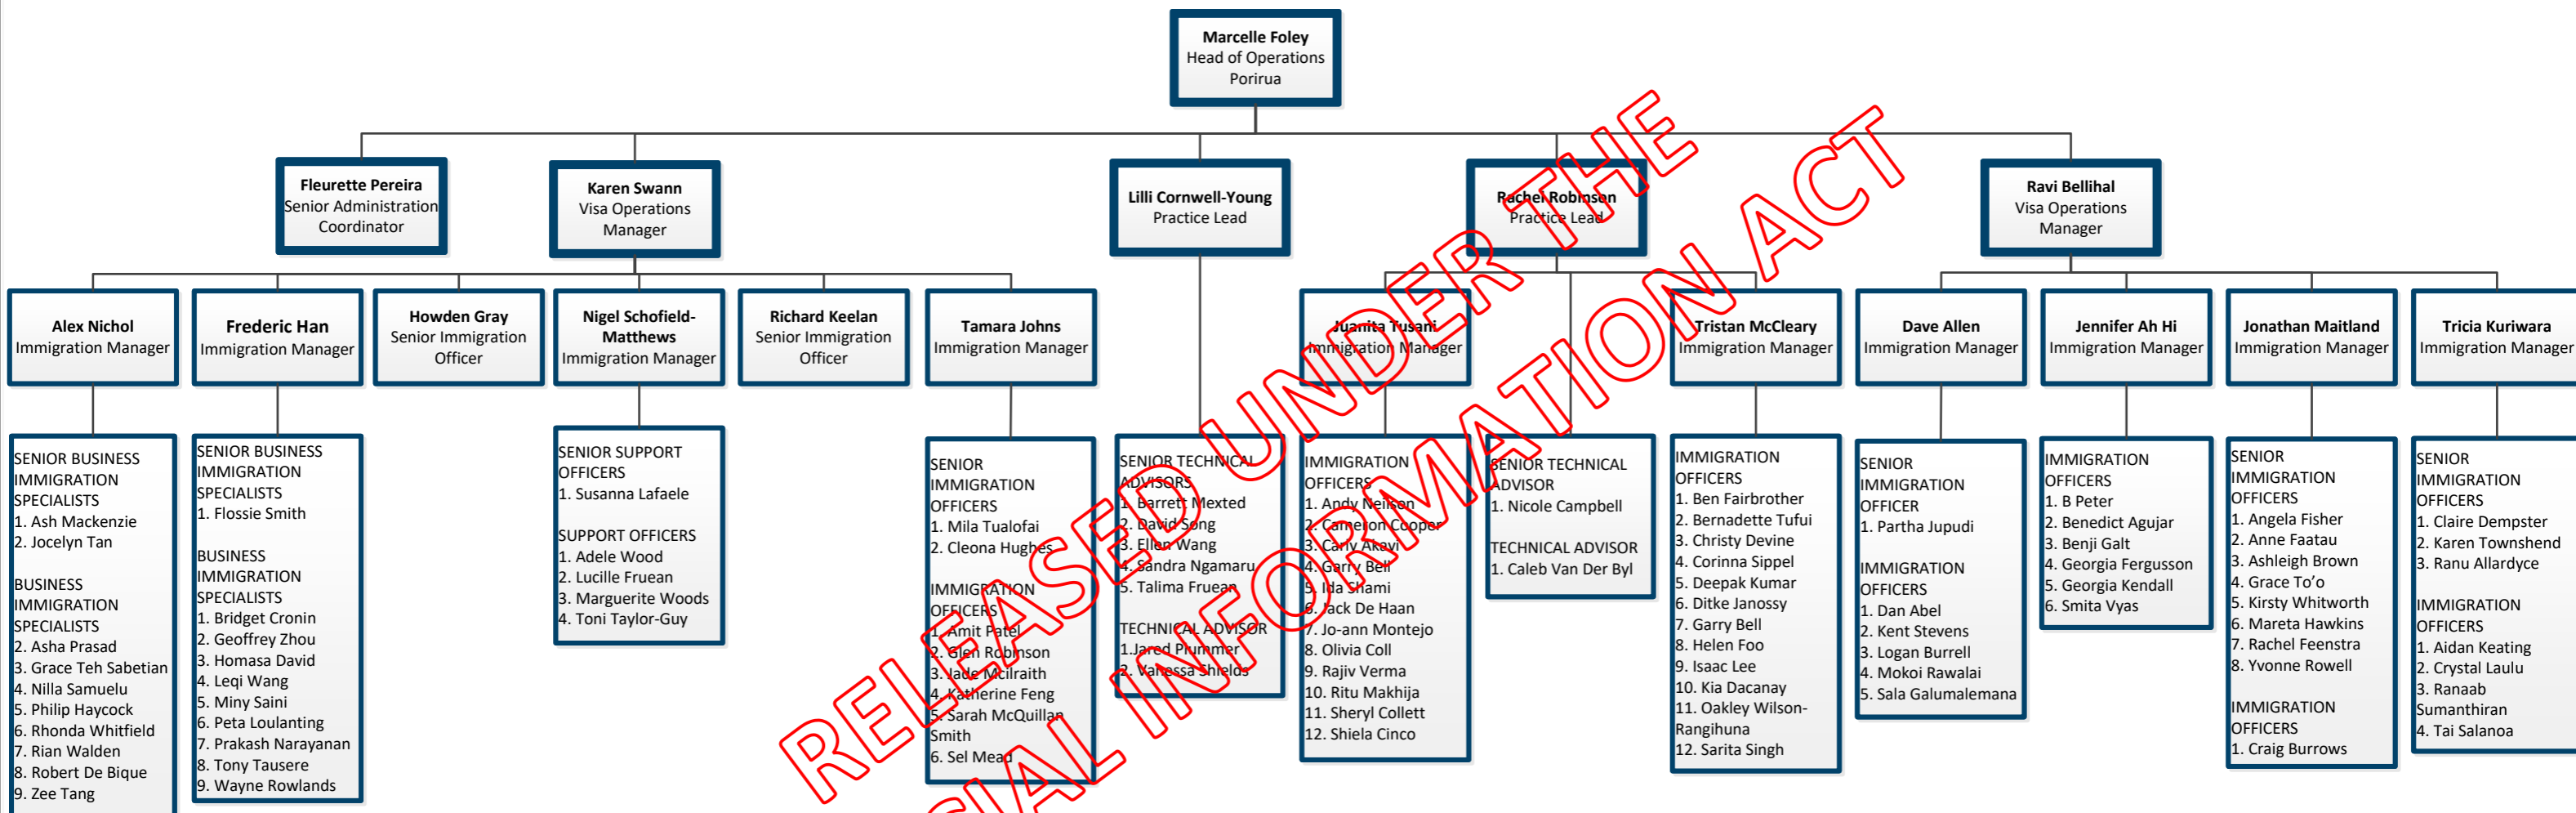 Marcelle Foley
Head of Operations
Porirua
Fleurette Pereira
Senior Administration
Coordinator
Karen Swann
Visa Operations
Manager
Lilli Cornwell-Young
Practice Lead
Rachel Robinson
Practice Lead
Ravi Bellihal
Visa Operations
Manager
Alex Nichol
Immigration Manager
Frederic Han
Immigration Manager
Howden Gray
Senior Immigration
Officer
Nigel Schofield-
Matthews
Immigration Manager
Richard Keelan
Senior Immigration
Officer
Tamara Johns
Immigration Manager
Juanita Tusani
Immigration Manager
Tristan McCleary
Immigration Manager
Dave Allen
Immigration Manager
Jennifer Ah Hi
Immigration Manager
Jonathan Maitland
Immigration Manager
Tricia Kuriwara
Immigration Manager
SENIOR BUSINESS
IMMIGRATION
SPECIALISTS
1. Ash Mackenzie
2. Jocelyn Tan
BUSINESS
IMMIGRATION
SPECIALISTS
2. Asha Prasad
3. Grace Teh Sabetian
4. Nilla Samuelu
5. Philip Haycock
6. Rhonda Whitfield
7. Rian Walden
8. Robert De Bique
9. Zee Tang
SENIOR BUSINESS
IMMIGRATION
SPECIALISTS
1. Flossie Smith
BUSINESS
IMMIGRATION
SPECIALISTS
1. Bridget Cronin
2. Geoffrey Zhou
3. Homasa David
4. Leqi Wang
5. Miny Saini
6. Peta Loulanting
7. Prakash Narayanan
8. Tony Tausere
9. Wayne Rowlands
SENIOR SUPPORT
OFFICERS
1. Susanna Lafaele
SUPPORT OFFICERS
1. Adele Wood
2. Lucille Fruean
3. Marguerite Woods
4. Toni Taylor-Guy
SENIOR
IMMIGRATION
OFFICERS
1. Mila Tualofai
2. Cleona Hughes
IMMIGRATION
OFFICERS
1. Amit Patel
2. Glen Robinson
3. Jade Mcilraith
4. Katherine Feng
5. Sarah McQuillan
Smith
6. Sel Mead
SENIOR TECHNICAL
ADVISORS
1. Barrett Mexted
2. David Song
3. Ellen Wang
4. Sandra Ngamaru
5. Talima Fruean
TECHNICAL ADVISOR
1.Jared Plummer
2. Vanessa Shields
IMMIGRATION
OFFICERS
1. Andy Neilson
2. Cameron Cooper
3. Carly Akavi
4. Garry Bell
5. Ida Shami
6. Jack De Haan
7. Jo-ann Montejo
8. Olivia Coll
9. Rajiv Verma
10. Ritu Makhija
11. Sheryl Collett
12. Shiela Cinco
SENIOR TECHNICAL
ADVISOR
1. Nicole Campbell
TECHNICAL ADVISOR
1. Caleb Van Der Byl
IMMIGRATION
OFFICERS
1. Ben Fairbrother
2. Bernadette Tufui
3. Christy Devine
4. Corinna Sippel
5. Deepak Kumar
6. Ditke Janossy
7. Garry Bell
8. Helen Foo
9. Isaac Lee
10. Kia Dacanay
11. Oakley Wilson-
Rangihuna
12. Sarita Singh
SENIOR
IMMIGRATION
OFFICER
1. Partha Jupudi
IMMIGRATION
OFFICERS
1. Dan Abel
2. Kent Stevens
3. Logan Burrell
4. Mokoi Rawalai
5. Sala Galumalemana
IMMIGRATION
OFFICERS
1. B Peter
2. Benedict Agujar
3. Benji Galt
4. Georgia Fergusson
5. Georgia Kendall
6. Smita Vyas
SENIOR
IMMIGRATION
OFFICERS
1. Angela Fisher
2. Anne Faatau
3. Ashleigh Brown
4. Grace To’o
5. Kirsty Whitworth
6. Mareta Hawkins
7. Rachel Feenstra
8. Yvonne Rowell
IMMIGRATION
OFFICERS
1. Craig Burrows
SENIOR
IMMIGRATION
OFFICERS
1. Claire Dempster
2. Karen Townshend
3. Ranu Allardyce
IMMIGRATION
OFFICERS
1. Aidan Keating
2. Crystal Laulu
3. Ranaab
Sumanthiran
4. Tai Salanoa
RELEASED UNDER THE
INFORMATION ACT